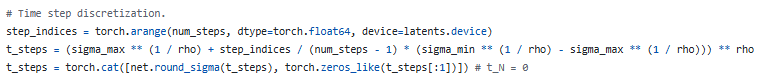 # Time step discretization.
step_indices = torch.arange(num_steps, dtype=torch.float64, device=latents.device)
t_steps = (sigma_max ** (1 / rho) + step_indices / (num_steps - 1) * (sigma_min ** (1 / rho) - sigma_max ** (1 / rho))) ** rho
t_steps = torch.cat([net.round_sigma(t_steps), torch.zeros_like(t_steps[:1])]) # t_N = 0